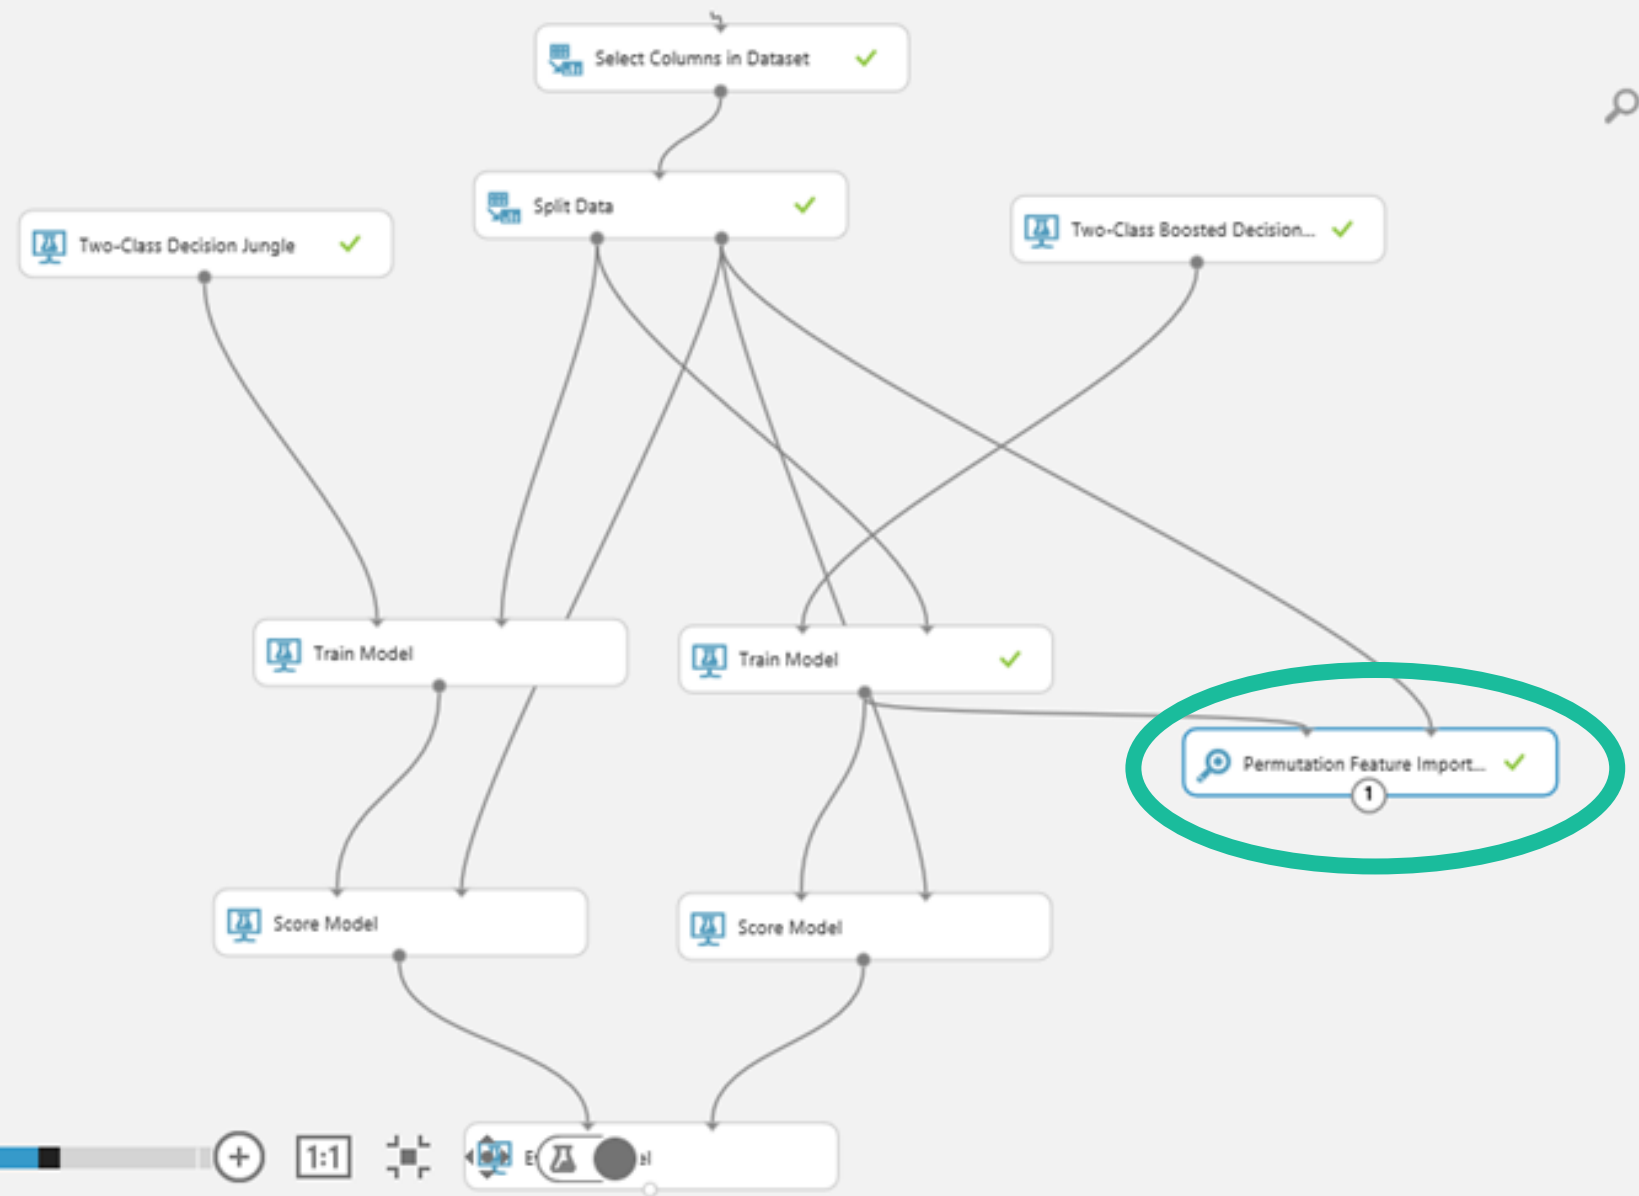 Select Columns in Dataset
Split Data
Two-Class Boosted Decision...
Two-Class Decision Jungle
Train Model
Train Model
Permutation Feature Import...
1
Score Model
Score Model
1:1